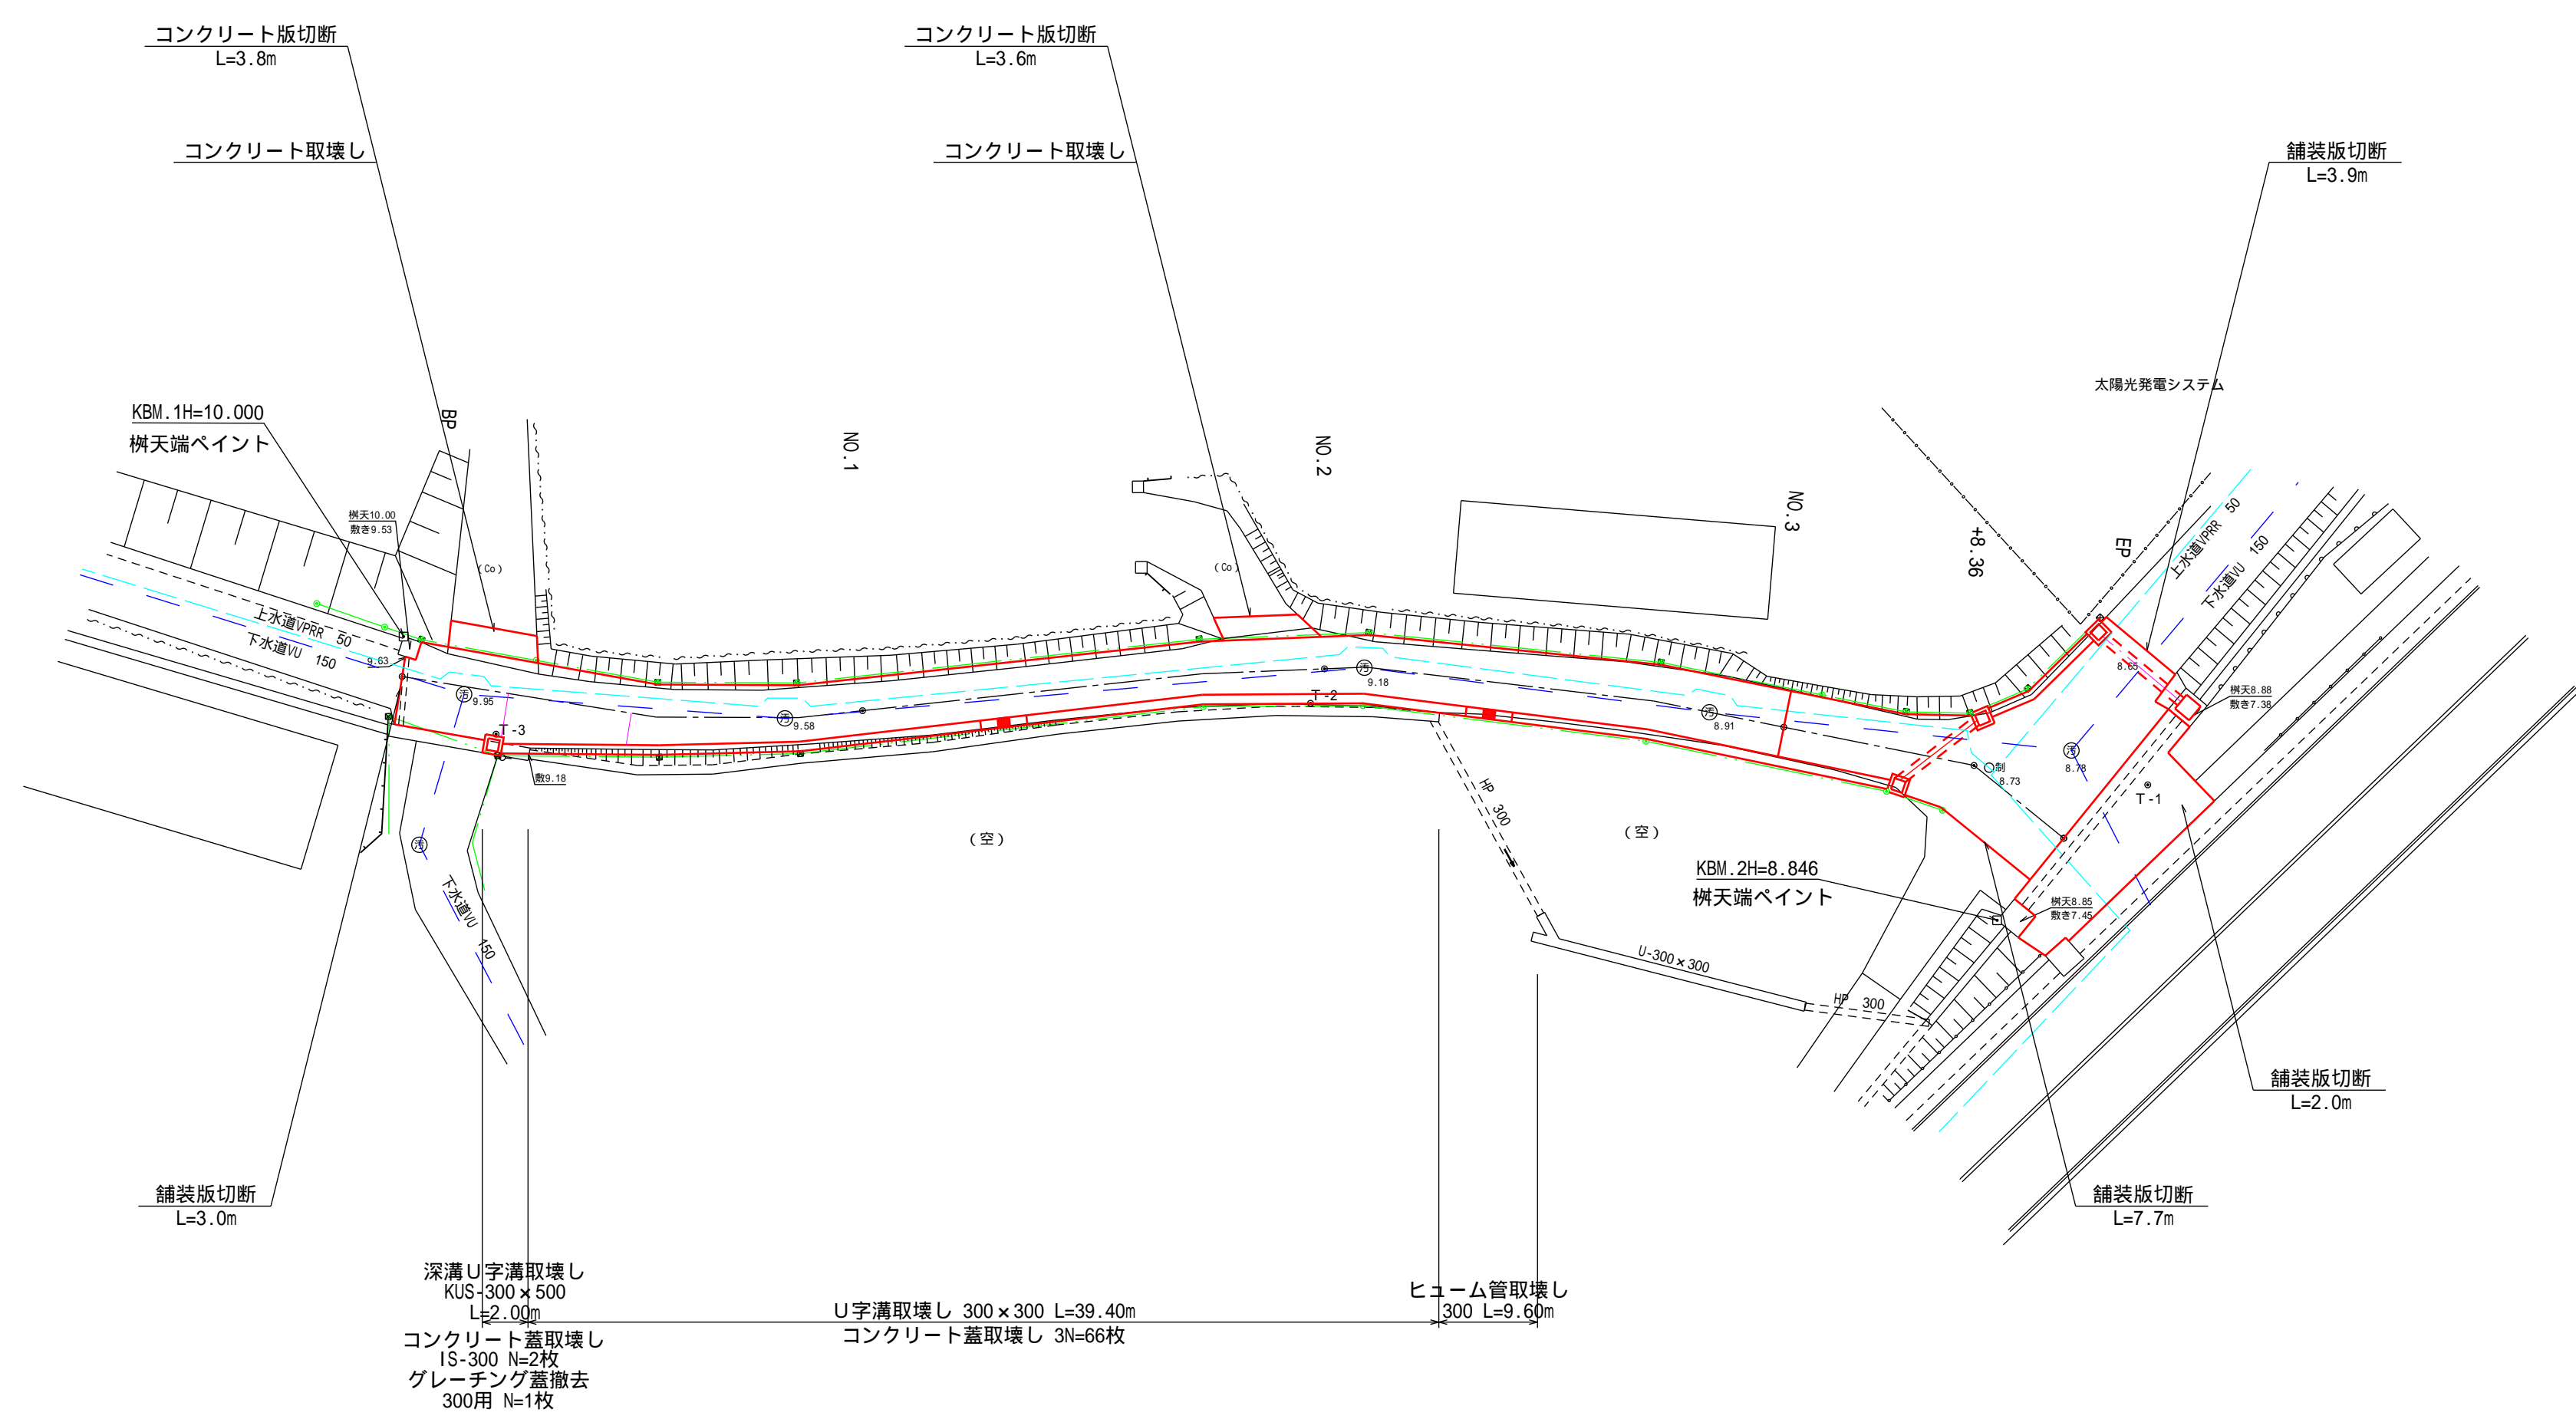 コンクリート版切断
L=3.8m
コンクリート版切断
L=3.6m
コンクリート取壊し
コンクリート取壊し
舗装版切断
L=3.9m
太陽光発電システム
KBM.1H=10.000
桝天端ペイント
BP
NO.1
NO.2
NO.3
+8.36
EP
桝天10.00
敷き9.53
(Co)
(Co)
上水道VPRR 50
下水道VU 150
上水道VPRR 50
下水道VU 150
9.63
汚
9.95
T-3
汚
9.58
T-2
汚
9.18
汚
8.91
8.65
桝天8.88
敷き7.38
汚
8.78
制
8.73
T-1
敷9.18
汚
下水道VU 150
(空)
(空)
HP 300
KBM.2H=8.846
桝天端ペイント
桝天8.85
敷き7.45
U-300×300
HP 300
舗装版切断
L=2.0m
舗装版切断
L=3.0m
舗装版切断
L=7.7m
深溝U字溝取壊し
KUS-300×500
L=2.00m
U字溝取壊し 300×300 L=39.40m
ヒューム管取壊し
300 L=9.60m
コンクリート蓋取壊し
IS-300 N=2枚
コンクリート蓋取壊し 3N=66枚
グレーチング蓋撤去
300用 N=1枚